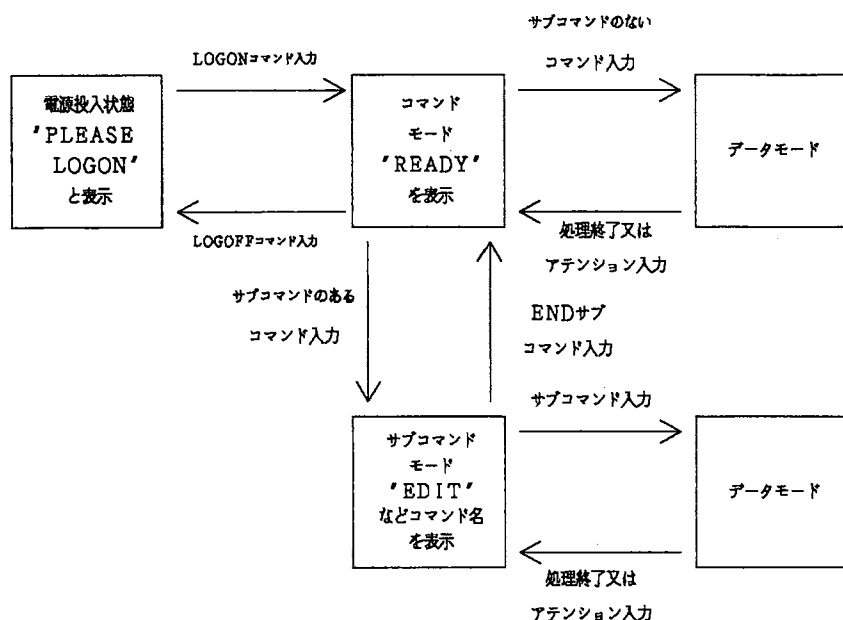 サブコマンドのない
コマンド入力
LOGONコマンド入力
電源投入状態
"PLEASE
LOGON"
と表示
コマンド
モード
"READY"
を表示
データモード
LOGOFFコマンド入力
処理終了又は
アテンション入力
サブコマンドのある
コマンド入力
ENDサブ
コマンド入力
サブコマンド入力
サブコマンド
モード
"EDIT"
などコマンド名
を表示
データモード
処理終了又は
アテンション入力